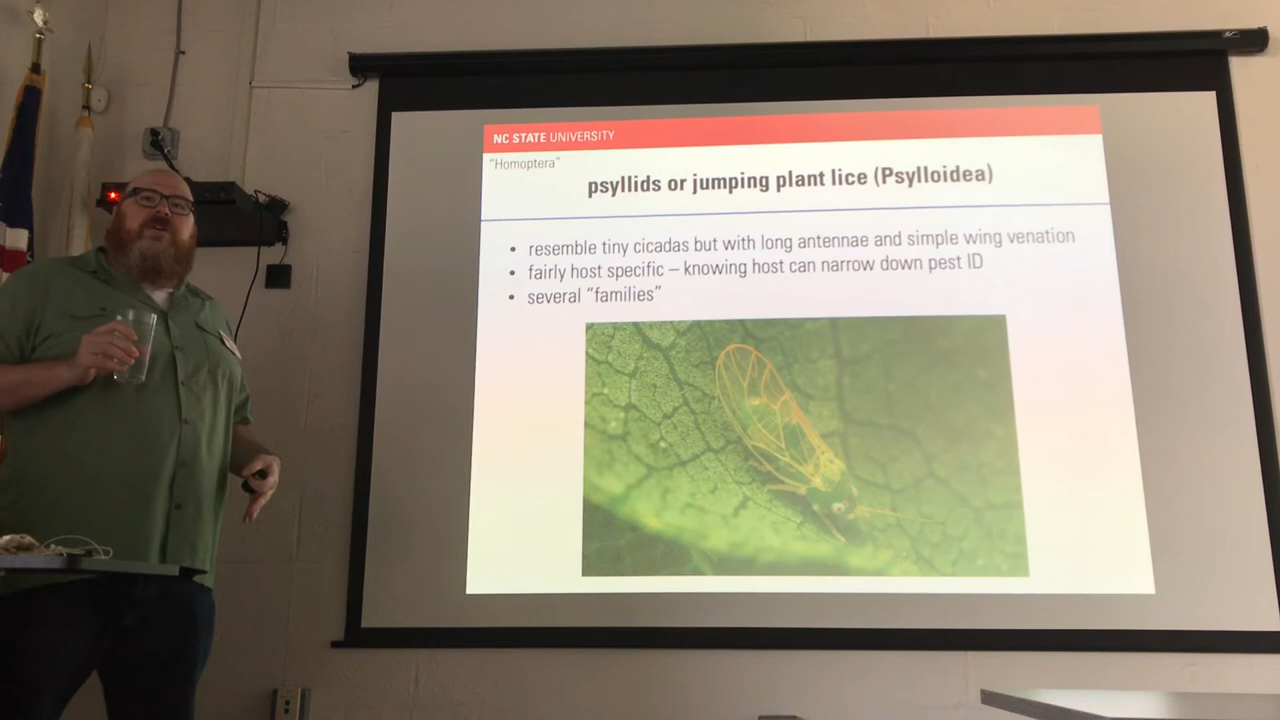 NC STATE UNIVERSITY
“Homoptera”
psyllids or jumping plant lice (Psylloidea)
• resemble tiny cicadas but with long antennae and simple wing venation
• fairly host specific – knowing host can narrow down pest ID
• several “families”